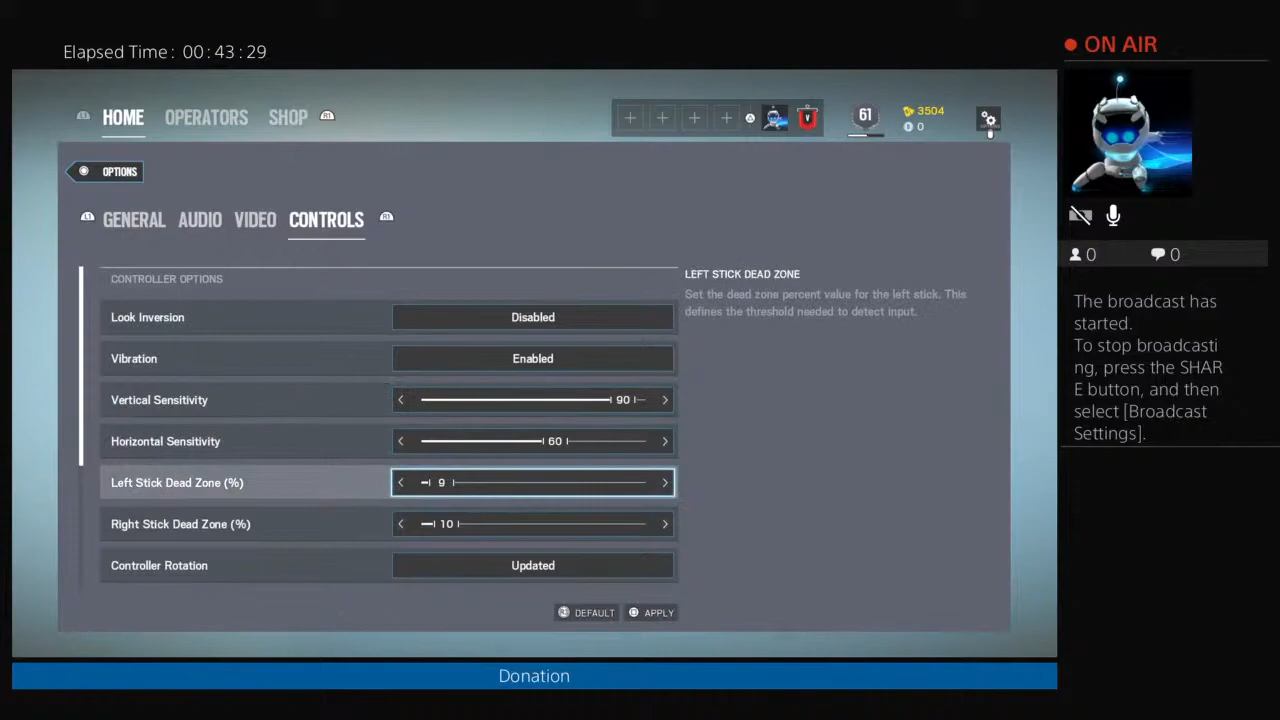 Elapsed Time: 00:43:29
ON AIR
L1 HOME OPERATORS SHOP R1
61
3504
0
OPTIONS
L1 GENERAL AUDIO VIDEO CONTROLS R1
CONTROLLER OPTIONS
Look Inversion Disabled
Vibration Enabled
Vertical Sensitivity 90
Horizontal Sensitivity 60
Left Stick Dead Zone (%) 9
Right Stick Dead Zone (%) 10
Controller Rotation Updated
DEFAULT APPLY
LEFT STICK DEAD ZONE
Set the dead zone percent value for the left stick. This
defines the threshold needed to detect input.
0 0
The broadcast has
started.
To stop broadcasti
ng, press the SHAR
E button, and then
select [Broadcast
Settings].
Donation